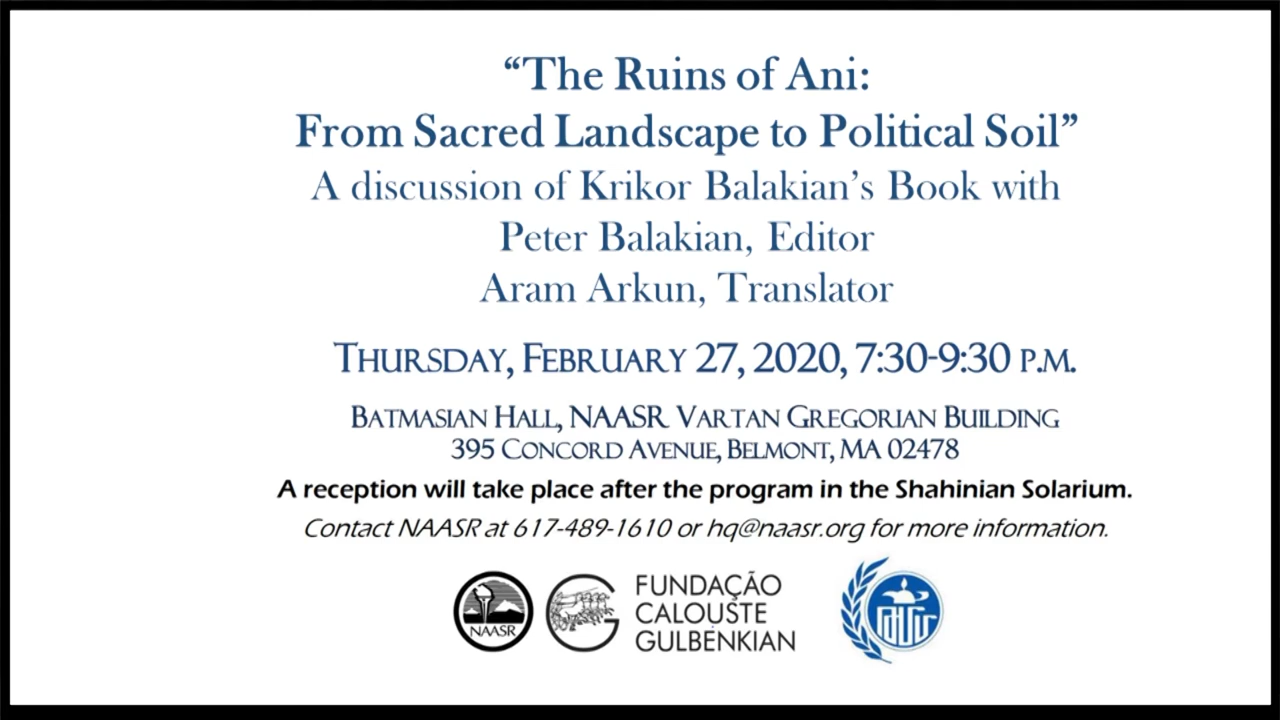 “The Ruins of Ani:
From Sacred Landscape to Political Soil”
A discussion of Krikor Balakian’s Book with
Peter Balakian, Editor
Aram Arkun, Translator
Thursday, February 27, 2020, 7:30-9:30 p.m.
Batmasian Hall, NAASR Vartan Gregorian Building
395 Concord Avenue, Belmont, MA 02478
A reception will take place after the program in the Shahinian Solarium.
Contact NAASR at 617-489-1610 or hq@naasr.org for more information.
NAASR
FUNDAÇÃO
CALOUSTE
GULBENKIAN